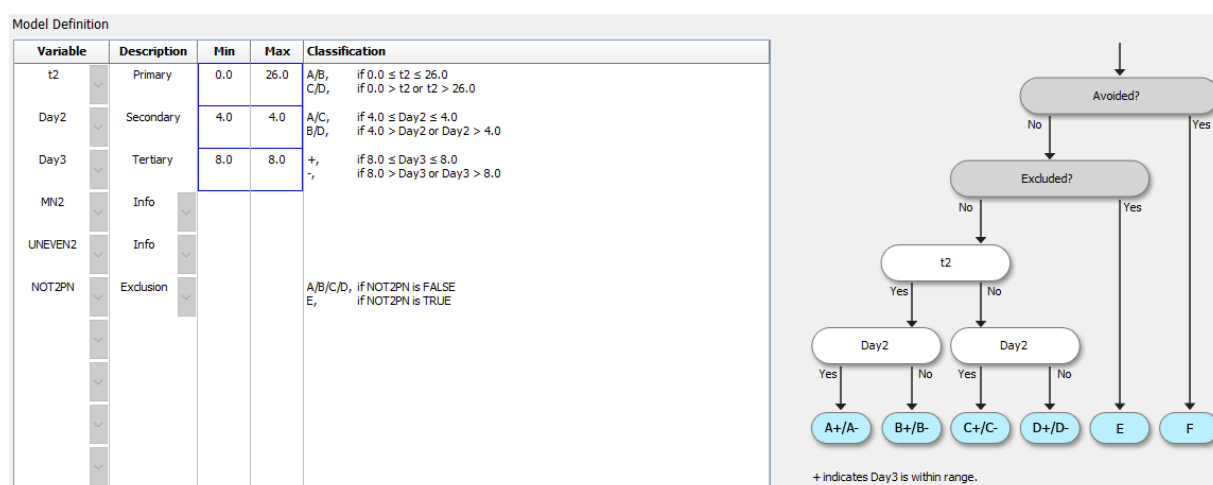 Model Definition
Variable Description Min Max Classification
t2 Primary 0.0 26.0 A/B, if 0.0 ≤ t2 ≤ 26.0
C/D, if 0.0 > t2 or t2 > 26.0
Day2 Secondary 4.0 4.0 A/C, if 4.0 ≤ Day2 ≤ 4.0
B/D, if 4.0 > Day2 or Day2 > 4.0
Day3 Tertiary 8.0 8.0 +, if 8.0 ≤ Day3 ≤ 8.0
-, if 8.0 > Day3 or Day3 > 8.0
MN2 Info
UNEVEN2 Info
NOT2PN Exclusion A/B/C/D, if NOT2PN is FALSE
E, if NOT2PN is TRUE
Avoided?
No Yes
Excluded?
No Yes
t2
Yes No
Day2 Day2
Yes No Yes No
A+/A- B+/B- C+/C- D+/D- E F
+ indicates Day3 is within range.